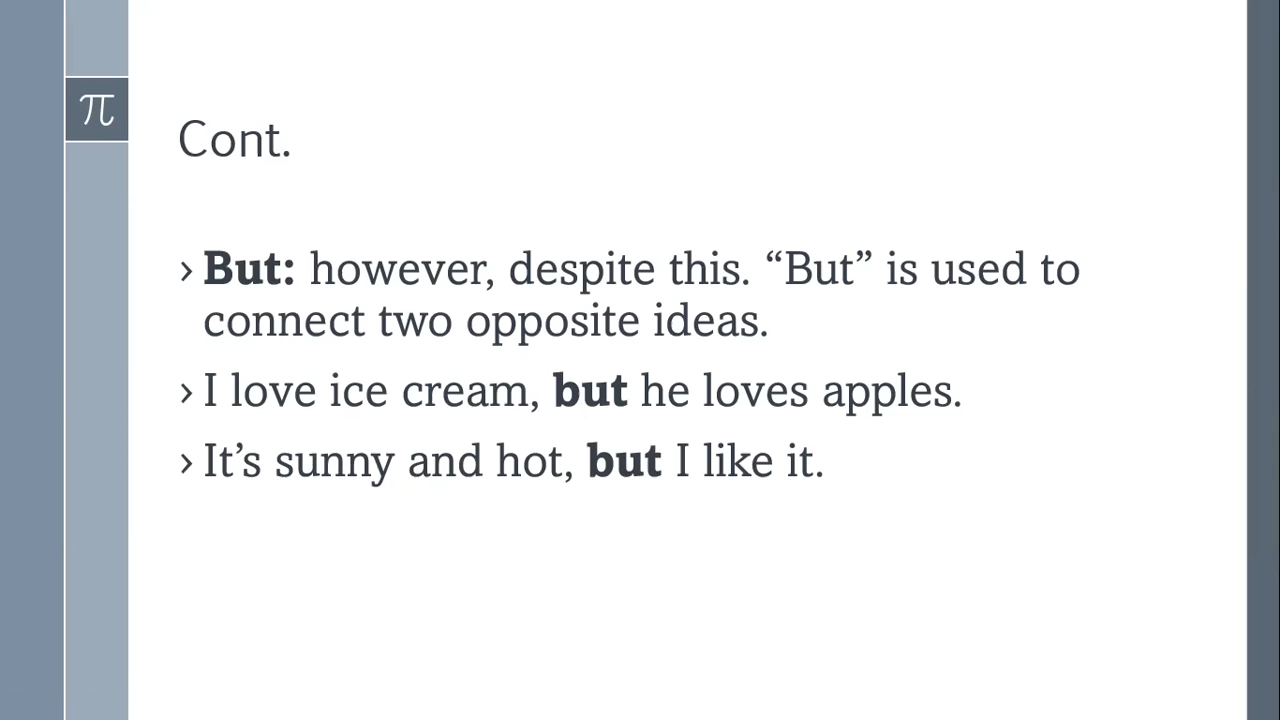 π
Cont.
› But: however, despite this. “But” is used to
connect two opposite ideas.
› I love ice cream, but he loves apples.
› It’s sunny and hot, but I like it.